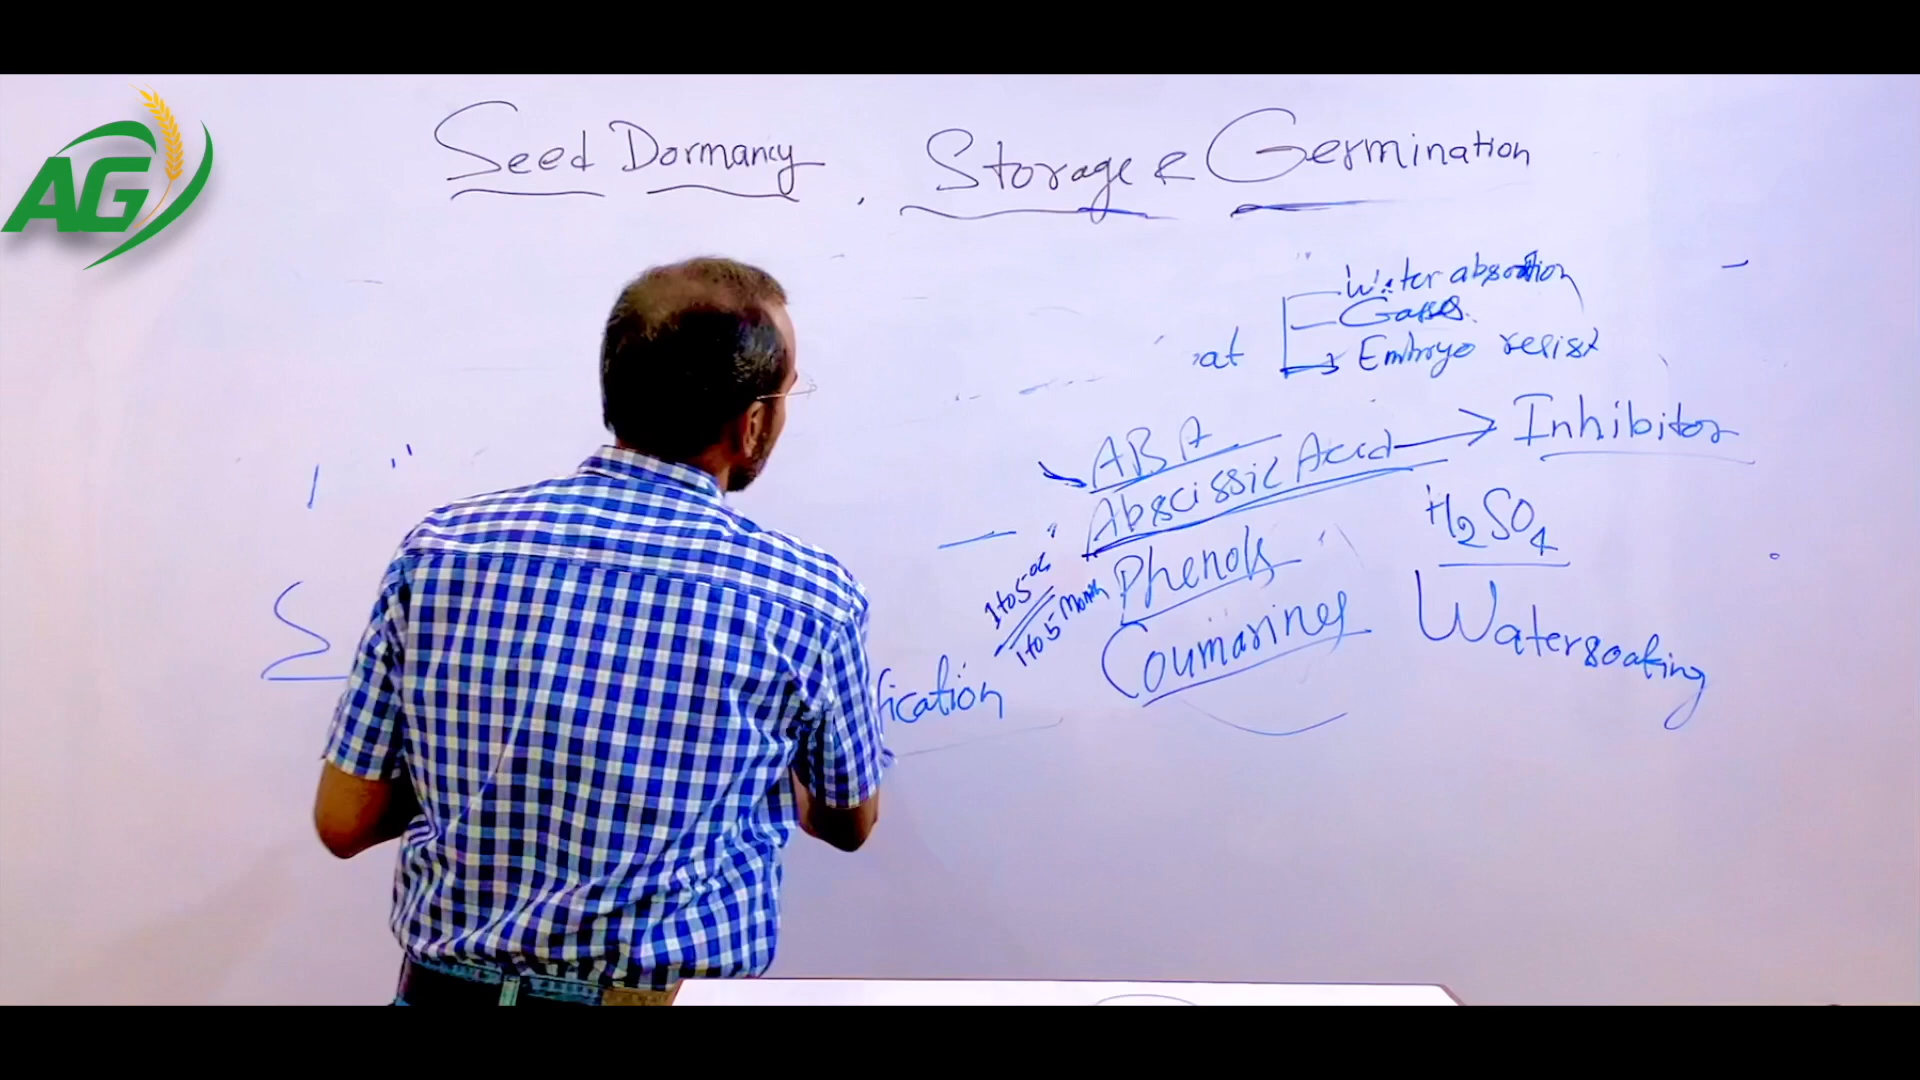 AG
Seed Dormancy, Storage & Germination
Water absorbtion
Gases
at
Embryo resist
ABA
Abscissic Acid → Inhibitor
H2SO4
Phenols
1 to 5
1 to 5 Month
Coumarines
Watersoaking
fication